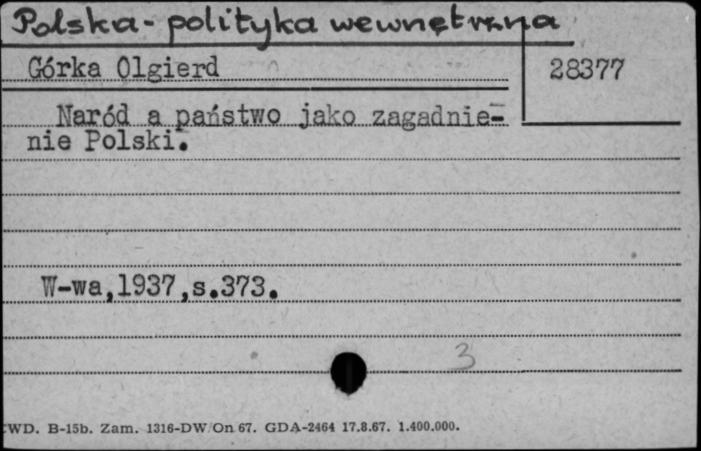 Polska - polityka wewnętrzna
Górka Olgierd
28377
Naród a państwo jako zagadnie-
nie Polski.
W-wa,1937,s.373.
3
WD. B-15b. Zam. 1316-DW/On 67. GDA-2464 17.8.67. 1.400.000.